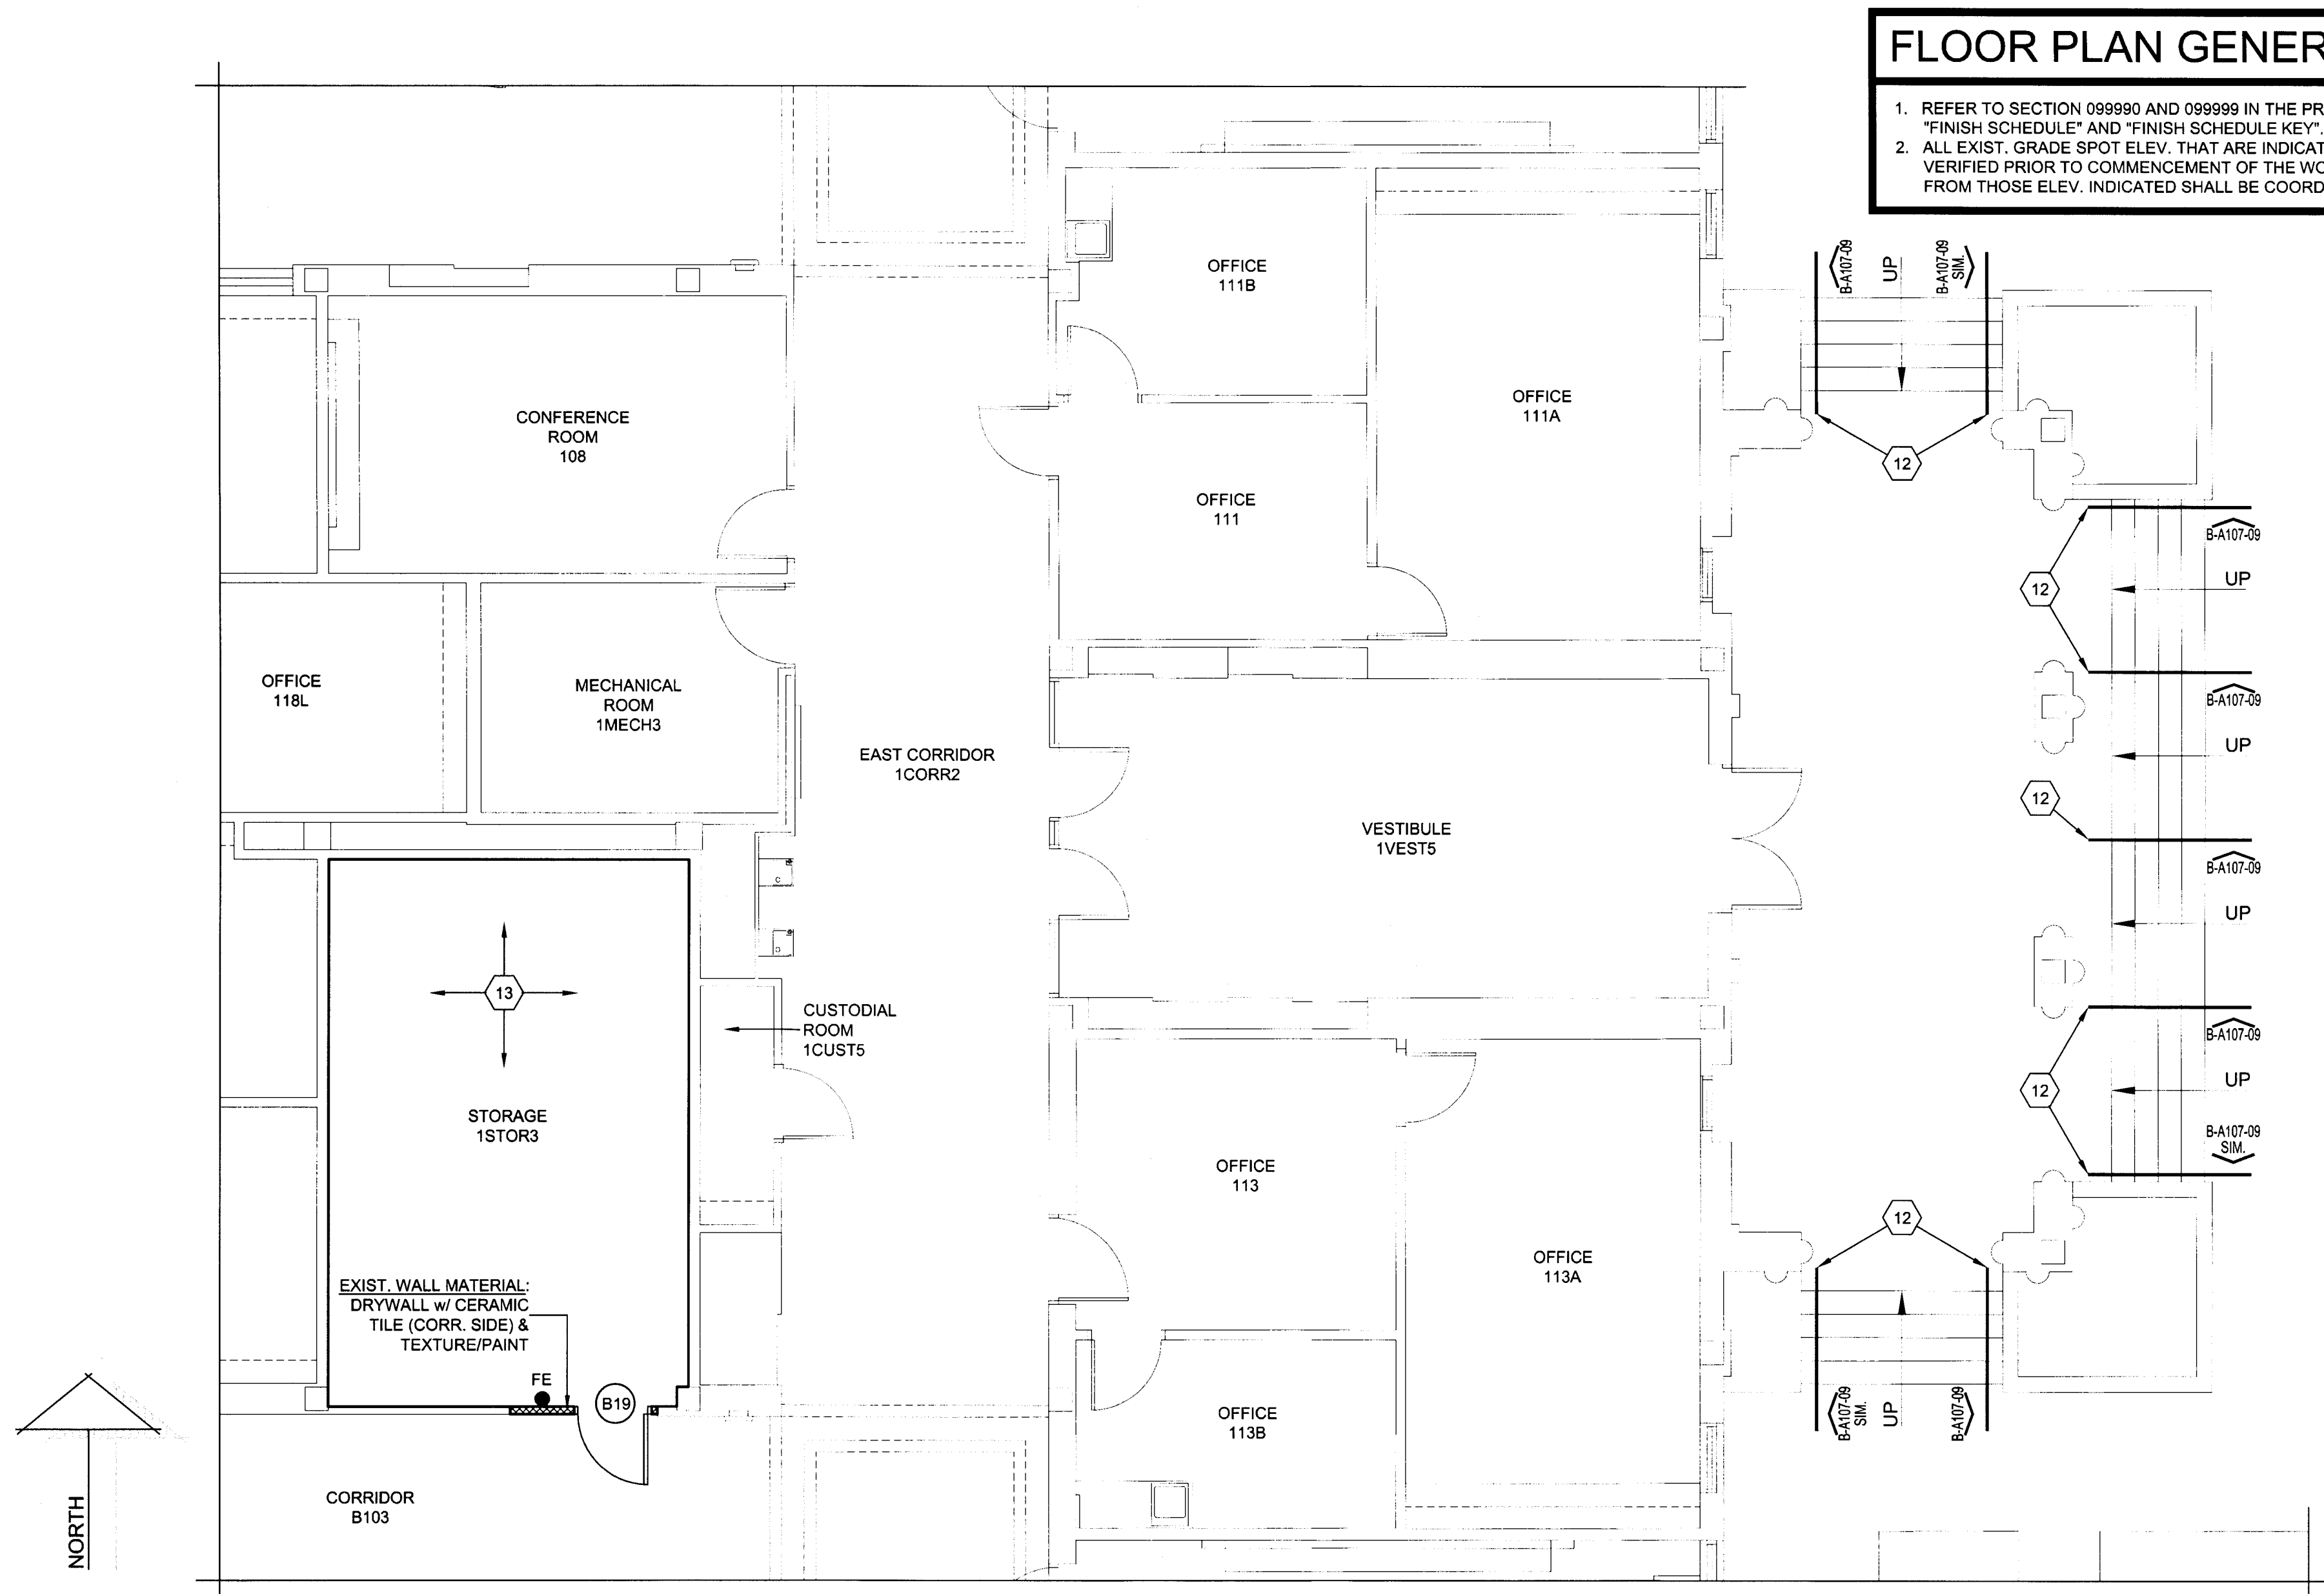 FLOOR PLAN GENER
1. REFER TO SECTION 099990 AND 099999 IN THE PR
"FINISH SCHEDULE" AND "FINISH SCHEDULE KEY".
2. ALL EXIST. GRADE SPOT ELEV. THAT ARE INDICAT
VERIFIED PRIOR TO COMMENCEMENT OF THE WO
FROM THOSE ELEV. INDICATED SHALL BE COORD
B-A107-09
UP
B-A107-09
SIM.
OFFICE
111B
CONFERENCE
ROOM
108
OFFICE
111A
12
OFFICE
111
B-A107-09
12
UP
OFFICE
118L
MECHANICAL
ROOM
1MECH3
B-A107-09
UP
EAST CORRIDOR
1CORR2
12
VESTIBULE
1VEST5
B-A107-09
UP
13
CUSTODIAL
ROOM
1CUST5
B-A107-09
12
UP
STORAGE
1STOR3
B-A107-09
SIM.
OFFICE
113
12
OFFICE
113A
EXIST. WALL MATERIAL:
DRYWALL w/ CERAMIC
TILE (CORR. SIDE) &
TEXTURE/PAINT
FE
B19
OFFICE
113B
B-A107-09
SIM.
UP
B-A107-09
CORRIDOR
B103
NORTH